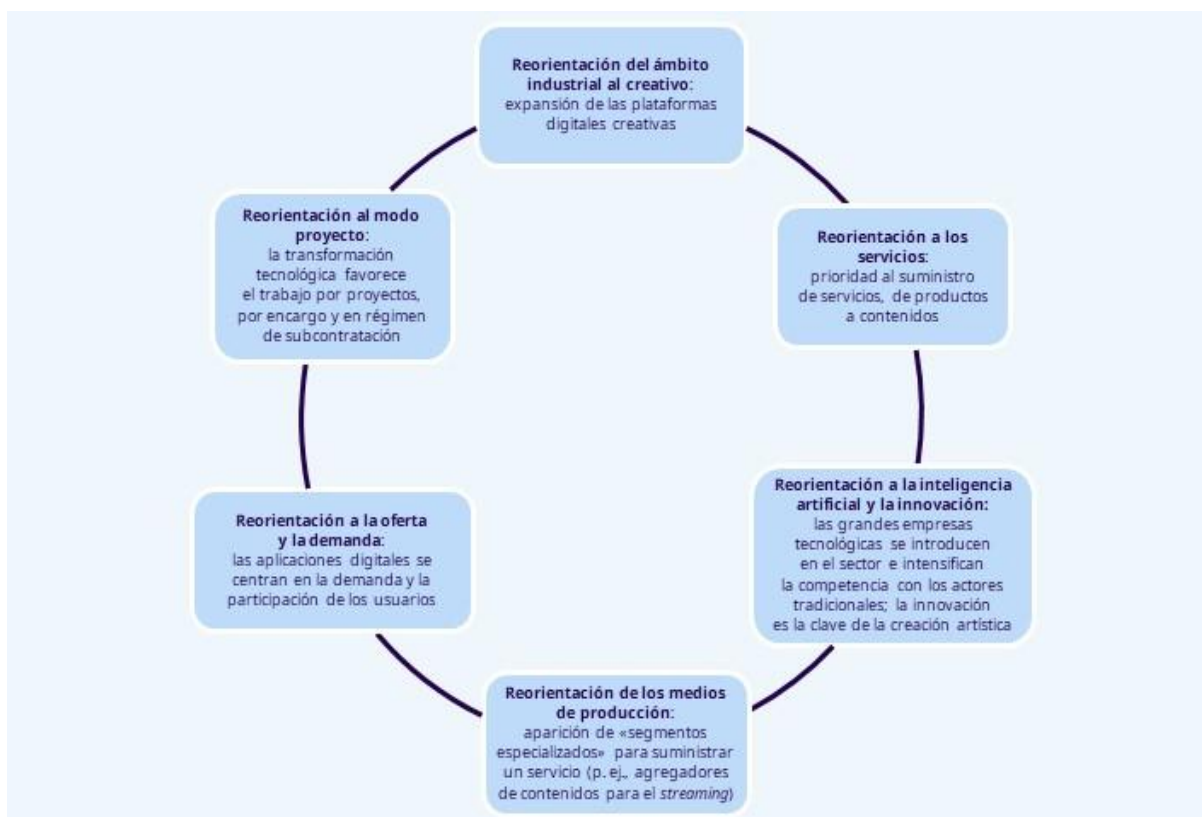 Reorientación del ámbito
industrial al creativo:
expansión de las plataformas
digitales creativas
Reorientación a los
servicios:
prioridad al suministro
de servicios, de productos
a contenidos
Reorientación a la inteligencia
artificial y la innovación:
las grandes empresas
tecnológicas se introducen
en el sector e intensifican
la competencia con los actores
tradicionales; la innovación
es la clave de la creación artística
Reorientación de los medios
de producción:
aparición de «segmentos
especializados» para suministrar
un servicio (p. ej., agregadores
de contenidos para el streaming)
Reorientación a la oferta
y la demanda:
las aplicaciones digitales se
centran en la demanda y la
participación de los usuarios
Reorientación al modo
proyecto:
la transformación
tecnológica favorece
el trabajo por proyectos,
por encargo y en régimen
de subcontratación